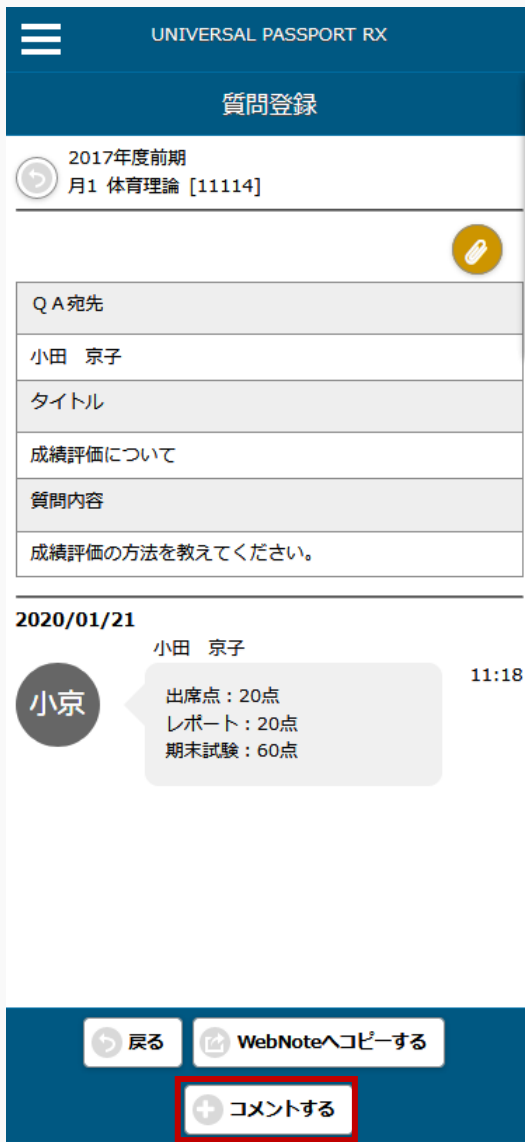 UNIVERSAL PASSPORT RX
質問登録
2017年度前期
月1 体育理論 [11114]
ＱＡ宛先
小田　京子
タイトル
成績評価について
質問内容
成績評価の方法を教えてください。
2020/01/21
小田　京子
小京
11:18
出席点：20点
レポート：20点
期末試験：60点
戻る
WebNoteへコピーする
コメントする